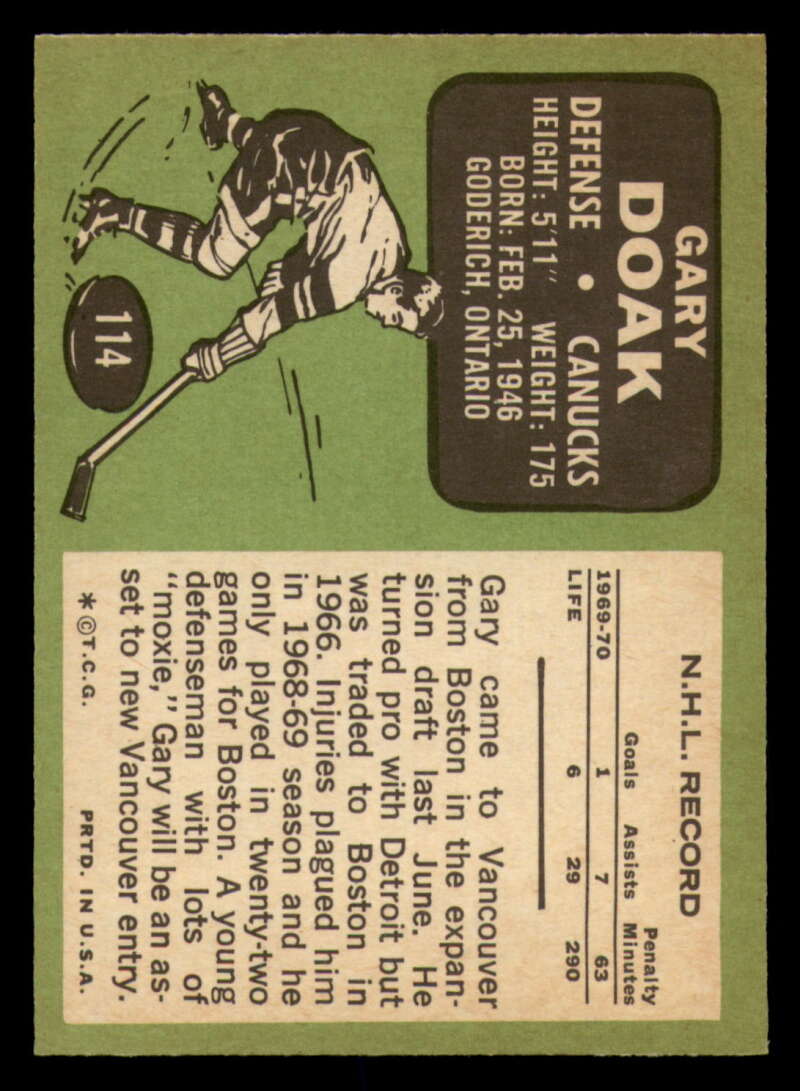 GARY
DOAK
DEFENSE • CANUCKS
HEIGHT: 5'11" WEIGHT: 175
BORN: FEB. 25, 1946
GODERICH, ONTARIO
114
N.H.L. RECORD
Penalty
Goals Assists Minutes
1969-70 1 7 63
LIFE 6 29 290
Gary came to Vancouver
from Boston in the expan-
sion draft last June. He
turned pro with Detroit but
was traded to Boston in
1966. Injuries plagued him
in 1968-69 season and he
only played in twenty-two
games for Boston. A young
defenseman with lots of
"moxie," Gary will be an as-
set to new Vancouver entry.
*©T.C.G. PRTD. IN U.S.A.